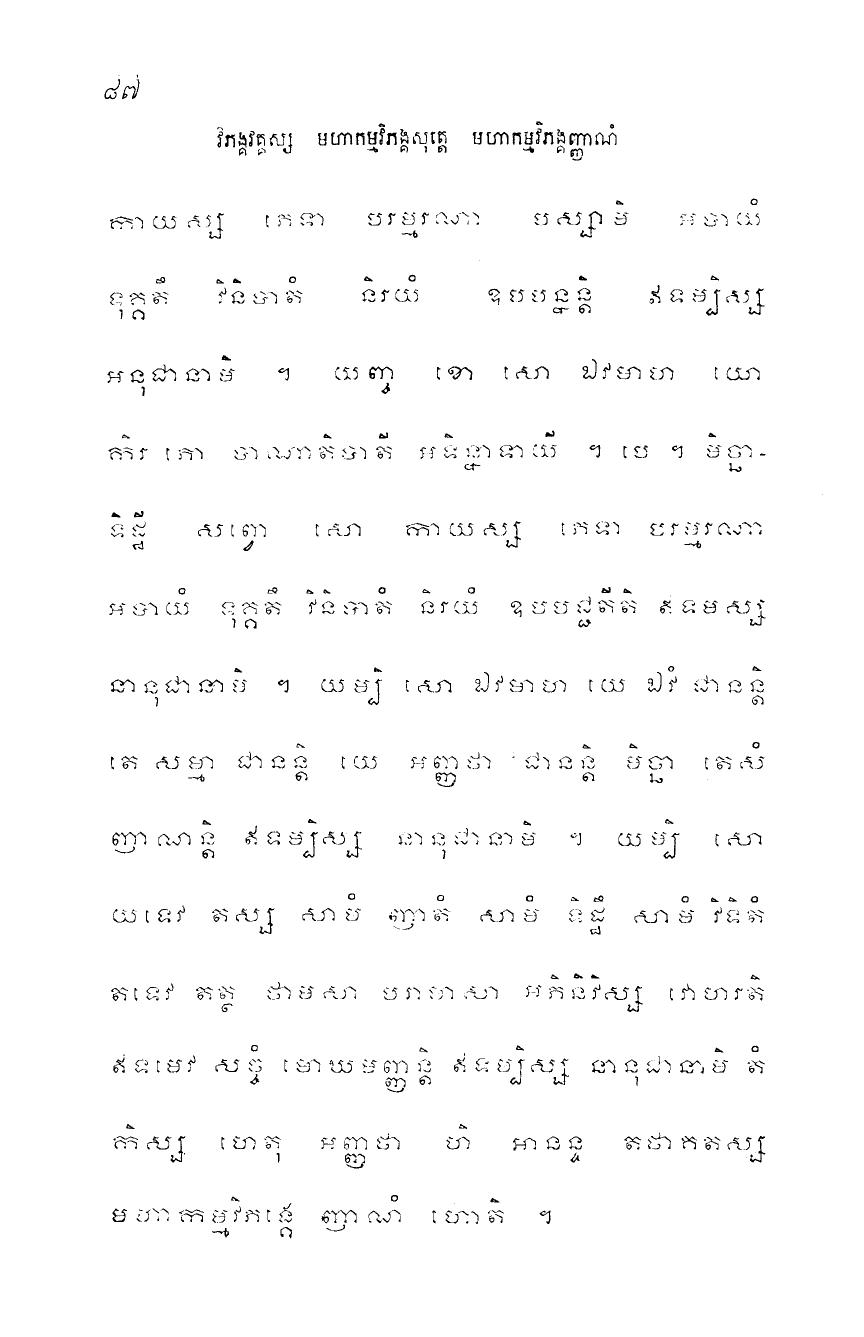 ៨៧
វិភង្គវគ្គស្ស មហាកម្មវិភង្គសុត្តេ មហាកម្មវិភង្គញ្ញាណំ
កាយស្ស ភេទា បរម្មរណា បស្សាមិ អបាយំ
ទុគ្គតឹ វិនិបាតំ និរយំ ឧបបន្នន្តិ ឥទម្បិស្ស
អនុជានាមិ ។ យញ្ច ខោ សោ ឯវមាហ យោ
កិរ ភោ បាណាតិបាតី អទិន្នាទាយី ។ បេ ។ មិច្ឆា-
ទិដ្ឋី សព្វោ សោ កាយស្ស ភេទា បរម្មរណា
អបាយំ ទុគ្គតឹ វិនិបាតំ និរយំ ឧបបជ្ជតីតិ ឥទមស្ស
នានុជានាមិ ។ យម្បិ សោ ឯវមាហ យេ ឯវំ ជានន្តិ
តេ សម្មា ជានន្តិ យេ អញ្ញថា ជានន្តិ មិច្ឆា តេសំ
ញាណន្តិ ឥទម្បិស្ស នានុជានាមិ ។ យម្បិ សោ
យទេវ តស្ស សាមំ ញាតំ សាមំ ទិដ្ឋឹ សាមំ វិទិតំ
តទេវ តត្ថ ថាមសា បរាមាសា អភិនិវិស្ស វោហរតិ
ឥទមេវ សច្ចំ មោឃមញ្ញន្តិ ឥទម្បិស្ស នានុជានាមិ តំ
កិស្ស ហេតុ អញ្ញថា ហិ អានន្ទ តថាគតស្ស
មហាកម្មវិភង្គេ ញាណំ ហោតិ ។